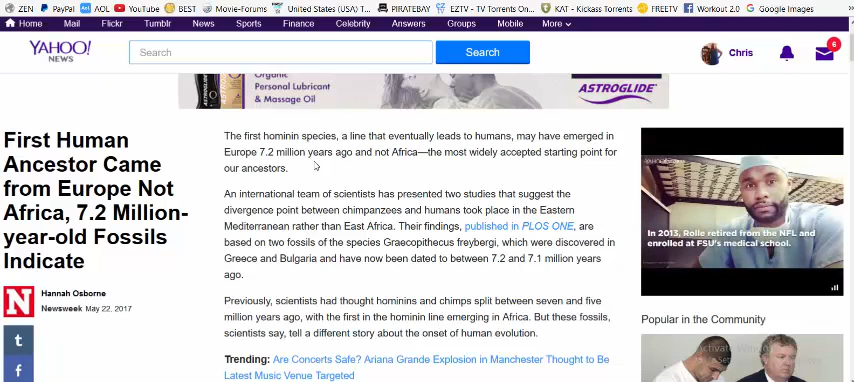 ZEN PayPal AOL YouTube BEST Movie-Forums United States (USA) T... PIRATEBAY EZTV - TV Torrents On... KAT - Kickass Torrents FREETV Workout 2.0 Google Images
Home Mail Flickr Tumblr News Sports Finance Celebrity Answers Groups Mobile More
YAHOO!
NEWS
Search
Search
Chris
6
Organic
Personal Lubricant
& Massage Oil
ASTROGLIDE
First Human
Ancestor Came
from Europe Not
Africa, 7.2 Million-
year-old Fossils
Indicate
N
Hannah Osborne
Newsweek May 22, 2017
t
f
The first hominin species, a line that eventually leads to humans, may have emerged in
Europe 7.2 million years ago and not Africa—the most widely accepted starting point for
our ancestors.
An international team of scientists has presented two studies that suggest the
divergence point between chimpanzees and humans took place in the Eastern
Mediterranean rather than East Africa. Their findings, published in PLOS ONE, are
based on two fossils of the species Graecopithecus freybergi, which were discovered in
Greece and Bulgaria and have now been dated to between 7.2 and 7.1 million years
ago.
Previously, scientists had thought hominins and chimps split between seven and five
million years ago, with the first in the hominin line emerging in Africa. But these fossils,
scientists say, tell a different story about the onset of human evolution.
Trending: Are Concerts Safe? Ariana Grande Explosion in Manchester Thought to Be
Latest Music Venue Targeted
In 2013, Rolle retired from the NFL and
enrolled at FSU's medical school.
Popular in the Community